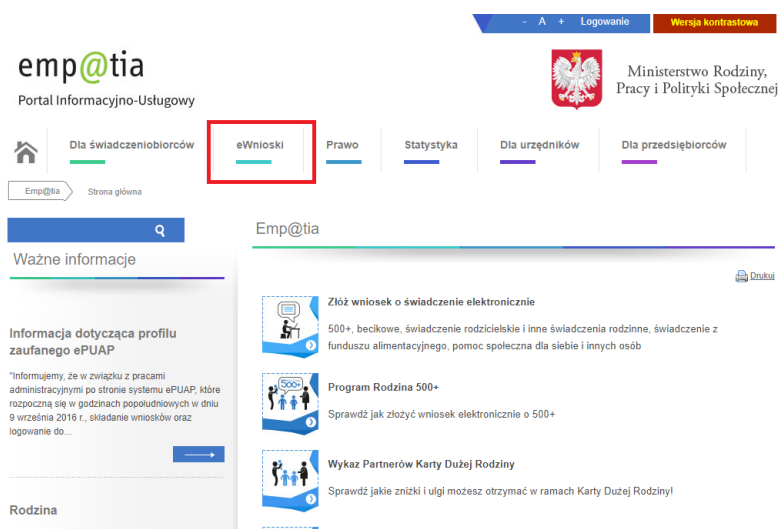 - A + Logowanie
Wersja kontrastowa
emp@tia
Portal Informacyjno-Usługowy
Ministerstwo Rodziny,
Pracy i Polityki Społecznej
Dla świadczeniobiorców
eWnioski
Prawo
Statystyka
Dla urzędników
Dla przedsiębiorców
Emp@tia
Strona główna
Ważne informacje
Informacja dotycząca profilu
zaufanego ePUAP
"Informujemy, że w związku z pracami
administracyjnymi po stronie systemu ePUAP, które
rozpoczną się w godzinach popołudniowych w dniu
9 września 2016 r., składanie wniosków oraz
logowanie do...
Rodzina
Emp@tia
Drukuj
Złóż wniosek o świadczenie elektronicznie
500+, becikowe, świadczenie rodzicielskie i inne świadczenia rodzinne, świadczenie z
funduszu alimentacyjnego, pomoc społeczna dla siebie i innych osób
500+
Program Rodzina 500+
Sprawdź jak złożyć wniosek elektronicznie o 500+
Wykaz Partnerów Karty Dużej Rodziny
Sprawdź jakie zniżki i ulgi możesz otrzymać w ramach Karty Dużej Rodziny!